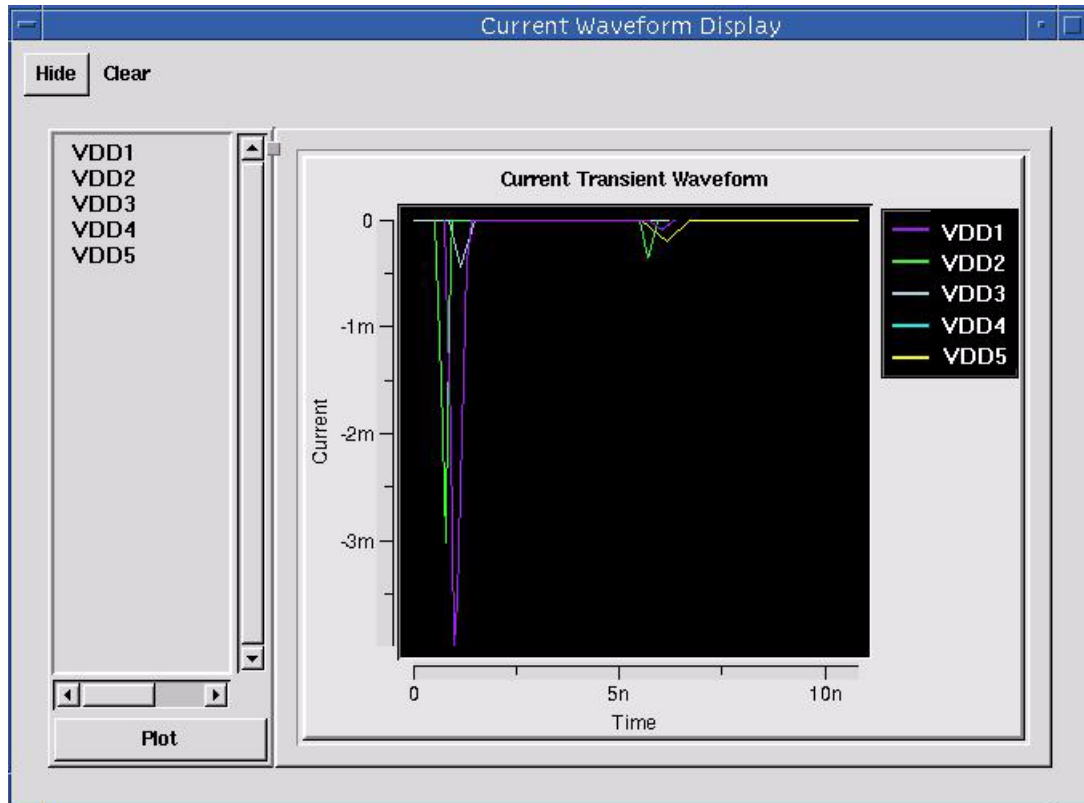 Current Waveform Display
Hide Clear
VDD1
VDD2
VDD3
VDD4
VDD5
Plot
Current Transient Waveform
0
-1m
-2m
-3m
Current
0 5n 10n
Time
VDD1
VDD2
VDD3
VDD4
VDD5